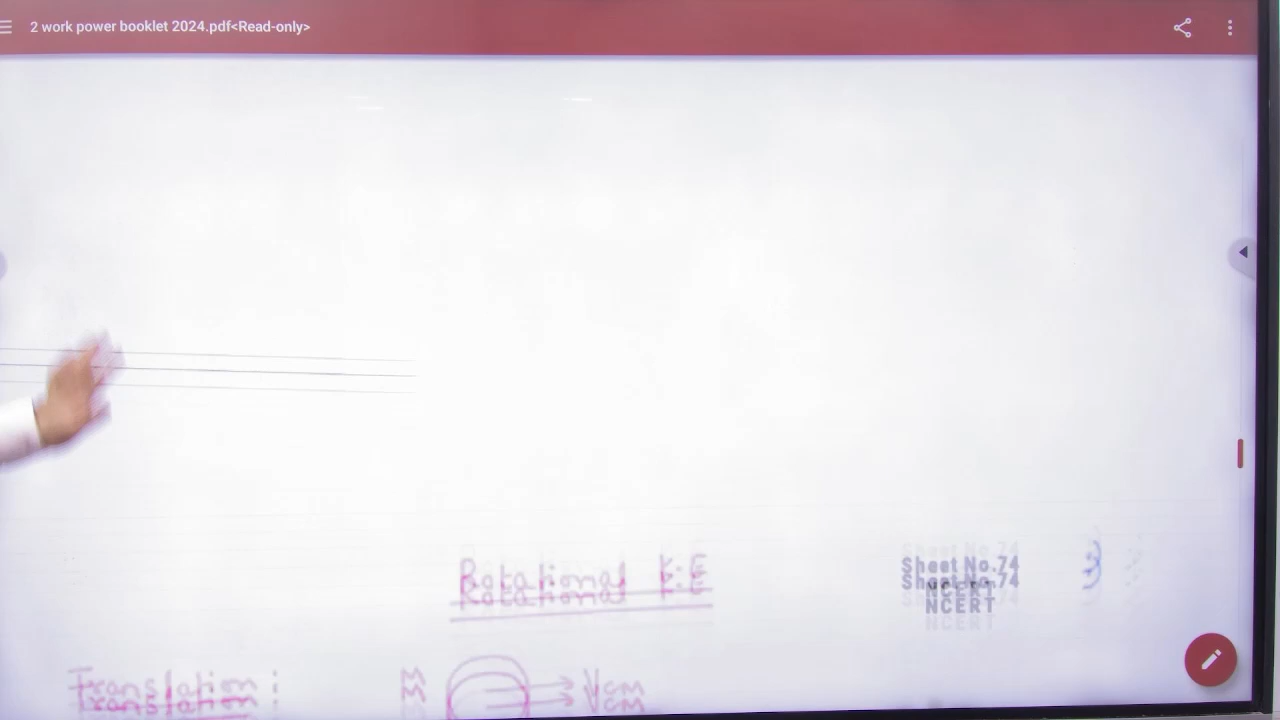 2 work power booklet 2024.pdf<Read-only>
Rotational K.E
Sheet No.74
NCERT
Translation :
M
Vcm